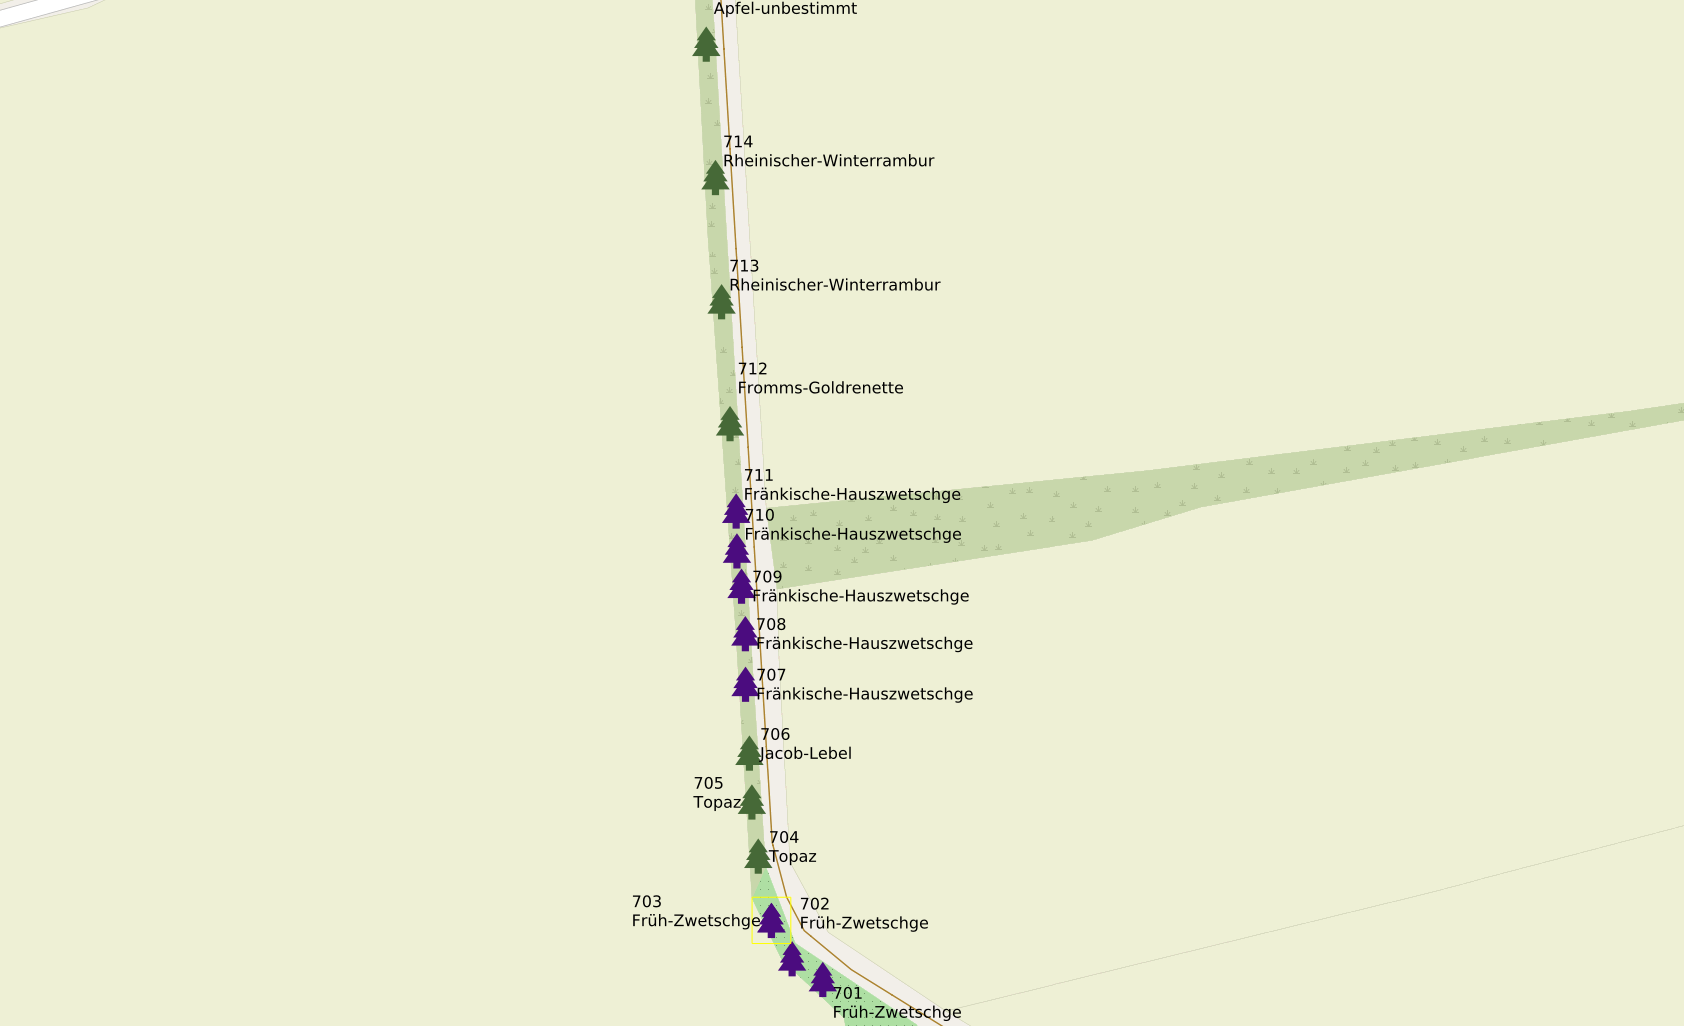 Apfel-unbestimmt
714
Rheinischer-Winterrambur
713
Rheinischer-Winterrambur
712
Fromms-Goldrenette
711
Fränkische-Hauszwetschge
710
Fränkische-Hauszwetschge
709
Fränkische-Hauszwetschge
708
Fränkische-Hauszwetschge
707
Fränkische-Hauszwetschge
706
Jacob-Lebel
705
Topaz
704
Topaz
703
Früh-Zwetschge
702
Früh-Zwetschge
701
Früh-Zwetschge